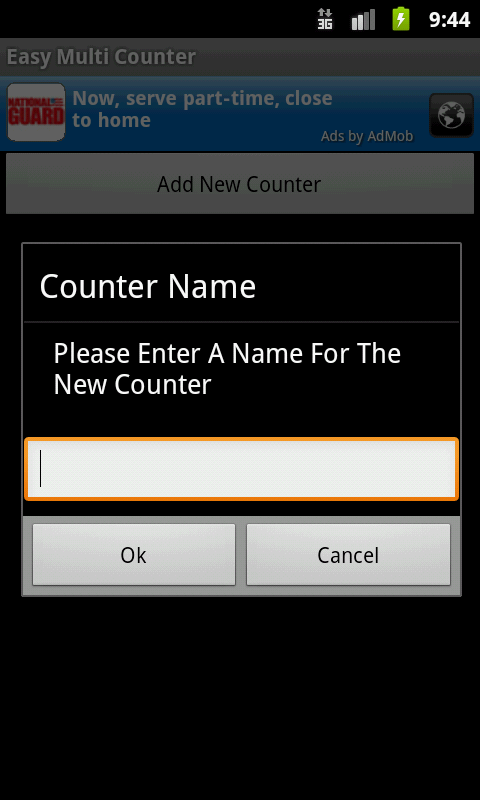 3G 9:44
Easy Multi Counter
NATIONAL
GUARD
Now, serve part-time, close
to home
Ads by AdMob
Add New Counter
Counter Name
Please Enter A Name For The
New Counter
Ok Cancel